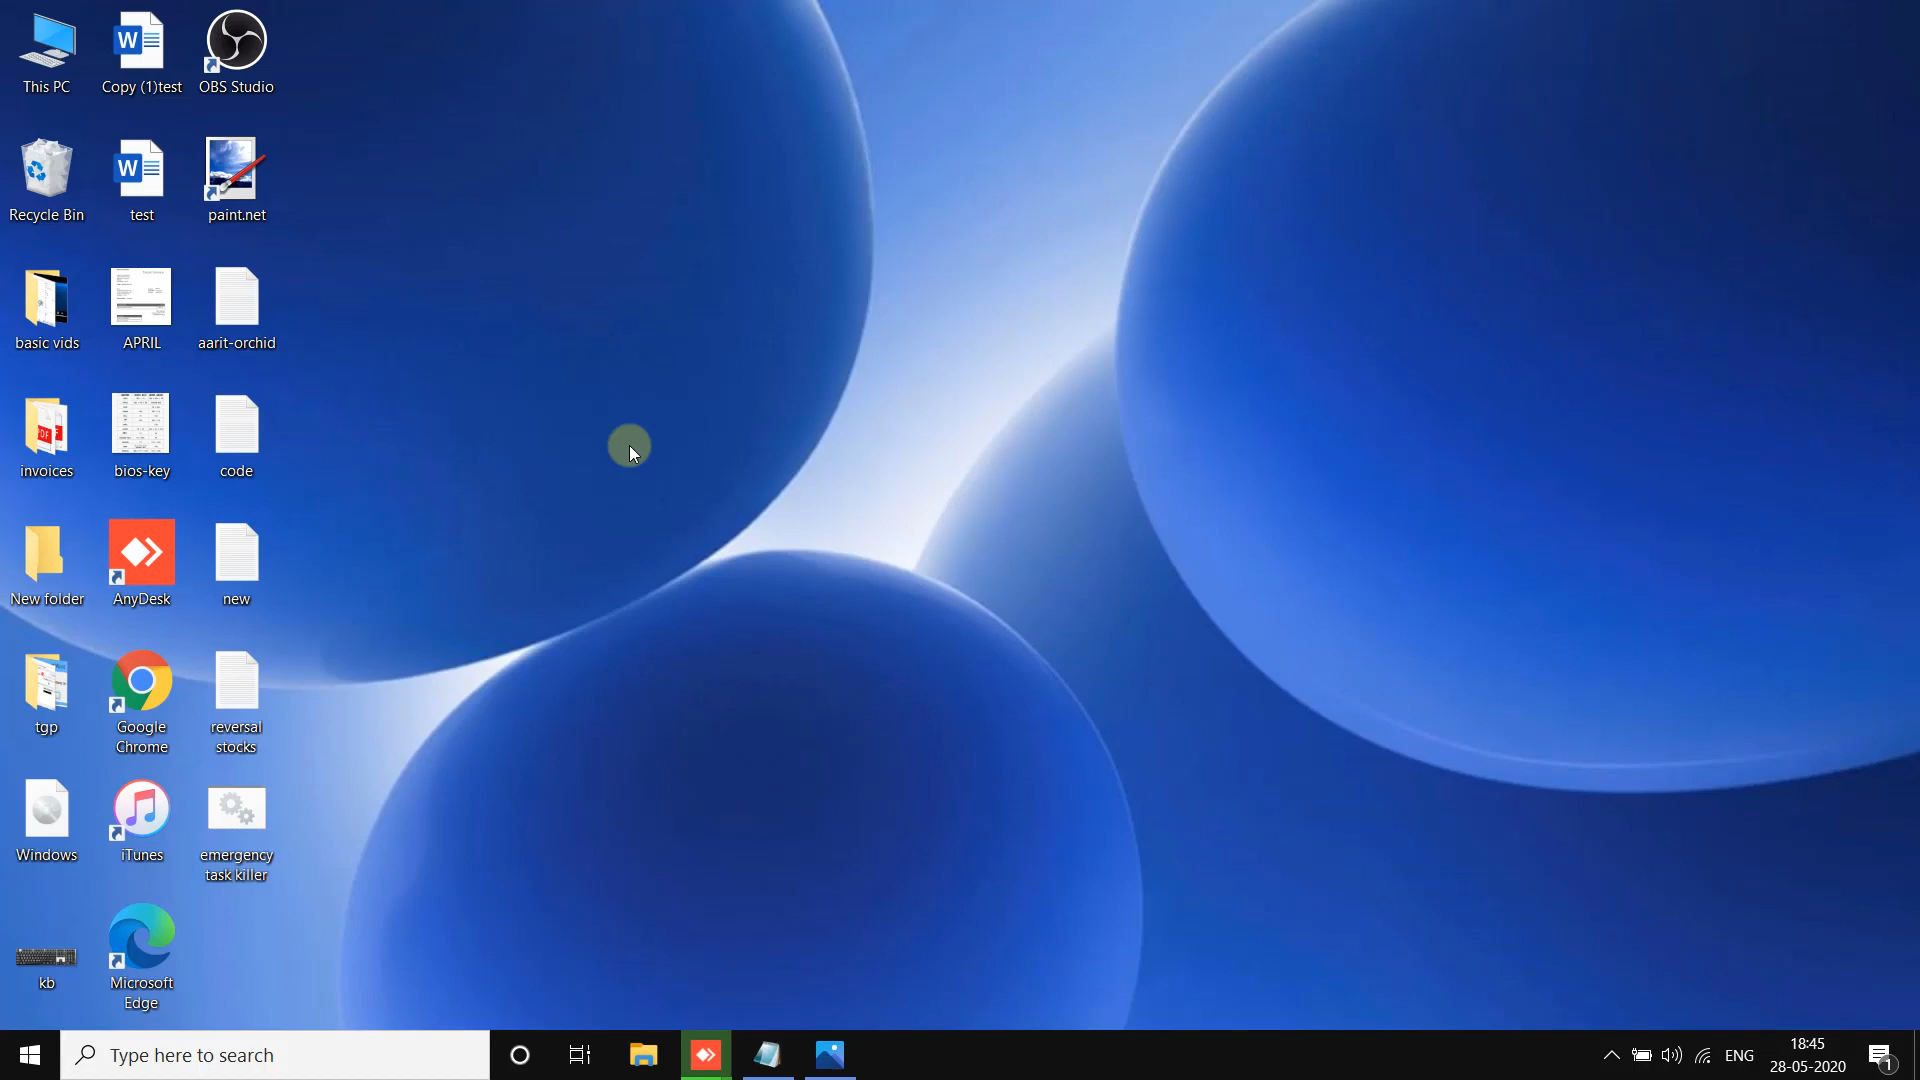 This PC
Copy (1)test
OBS Studio
Recycle Bin
test
paint.net
basic vids
APRIL
aarit-orchid
invoices
bios-key
code
New folder
AnyDesk
new
tgp
Google
Chrome
reversal
stocks
Windows
iTunes
emergency
task killer
kb
Microsoft
Edge
Type here to search
ENG
18:45
28-05-2020
1